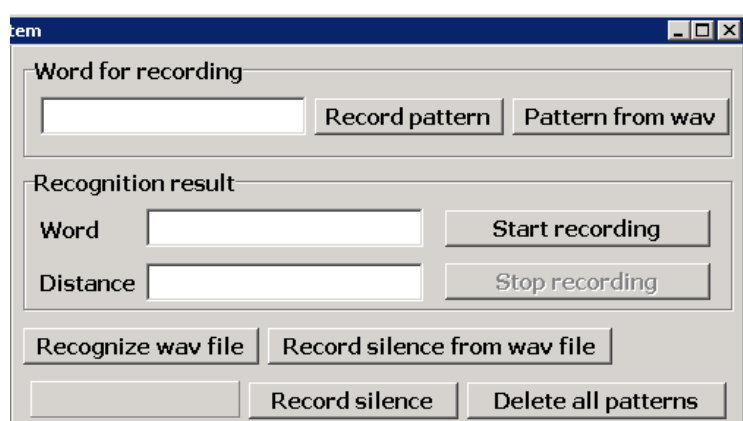 tem
Word for recording
Record pattern Pattern from wav
Recognition result
Word Start recording
Distance Stop recording
Recognize wav file Record silence from wav file
Record silence Delete all patterns